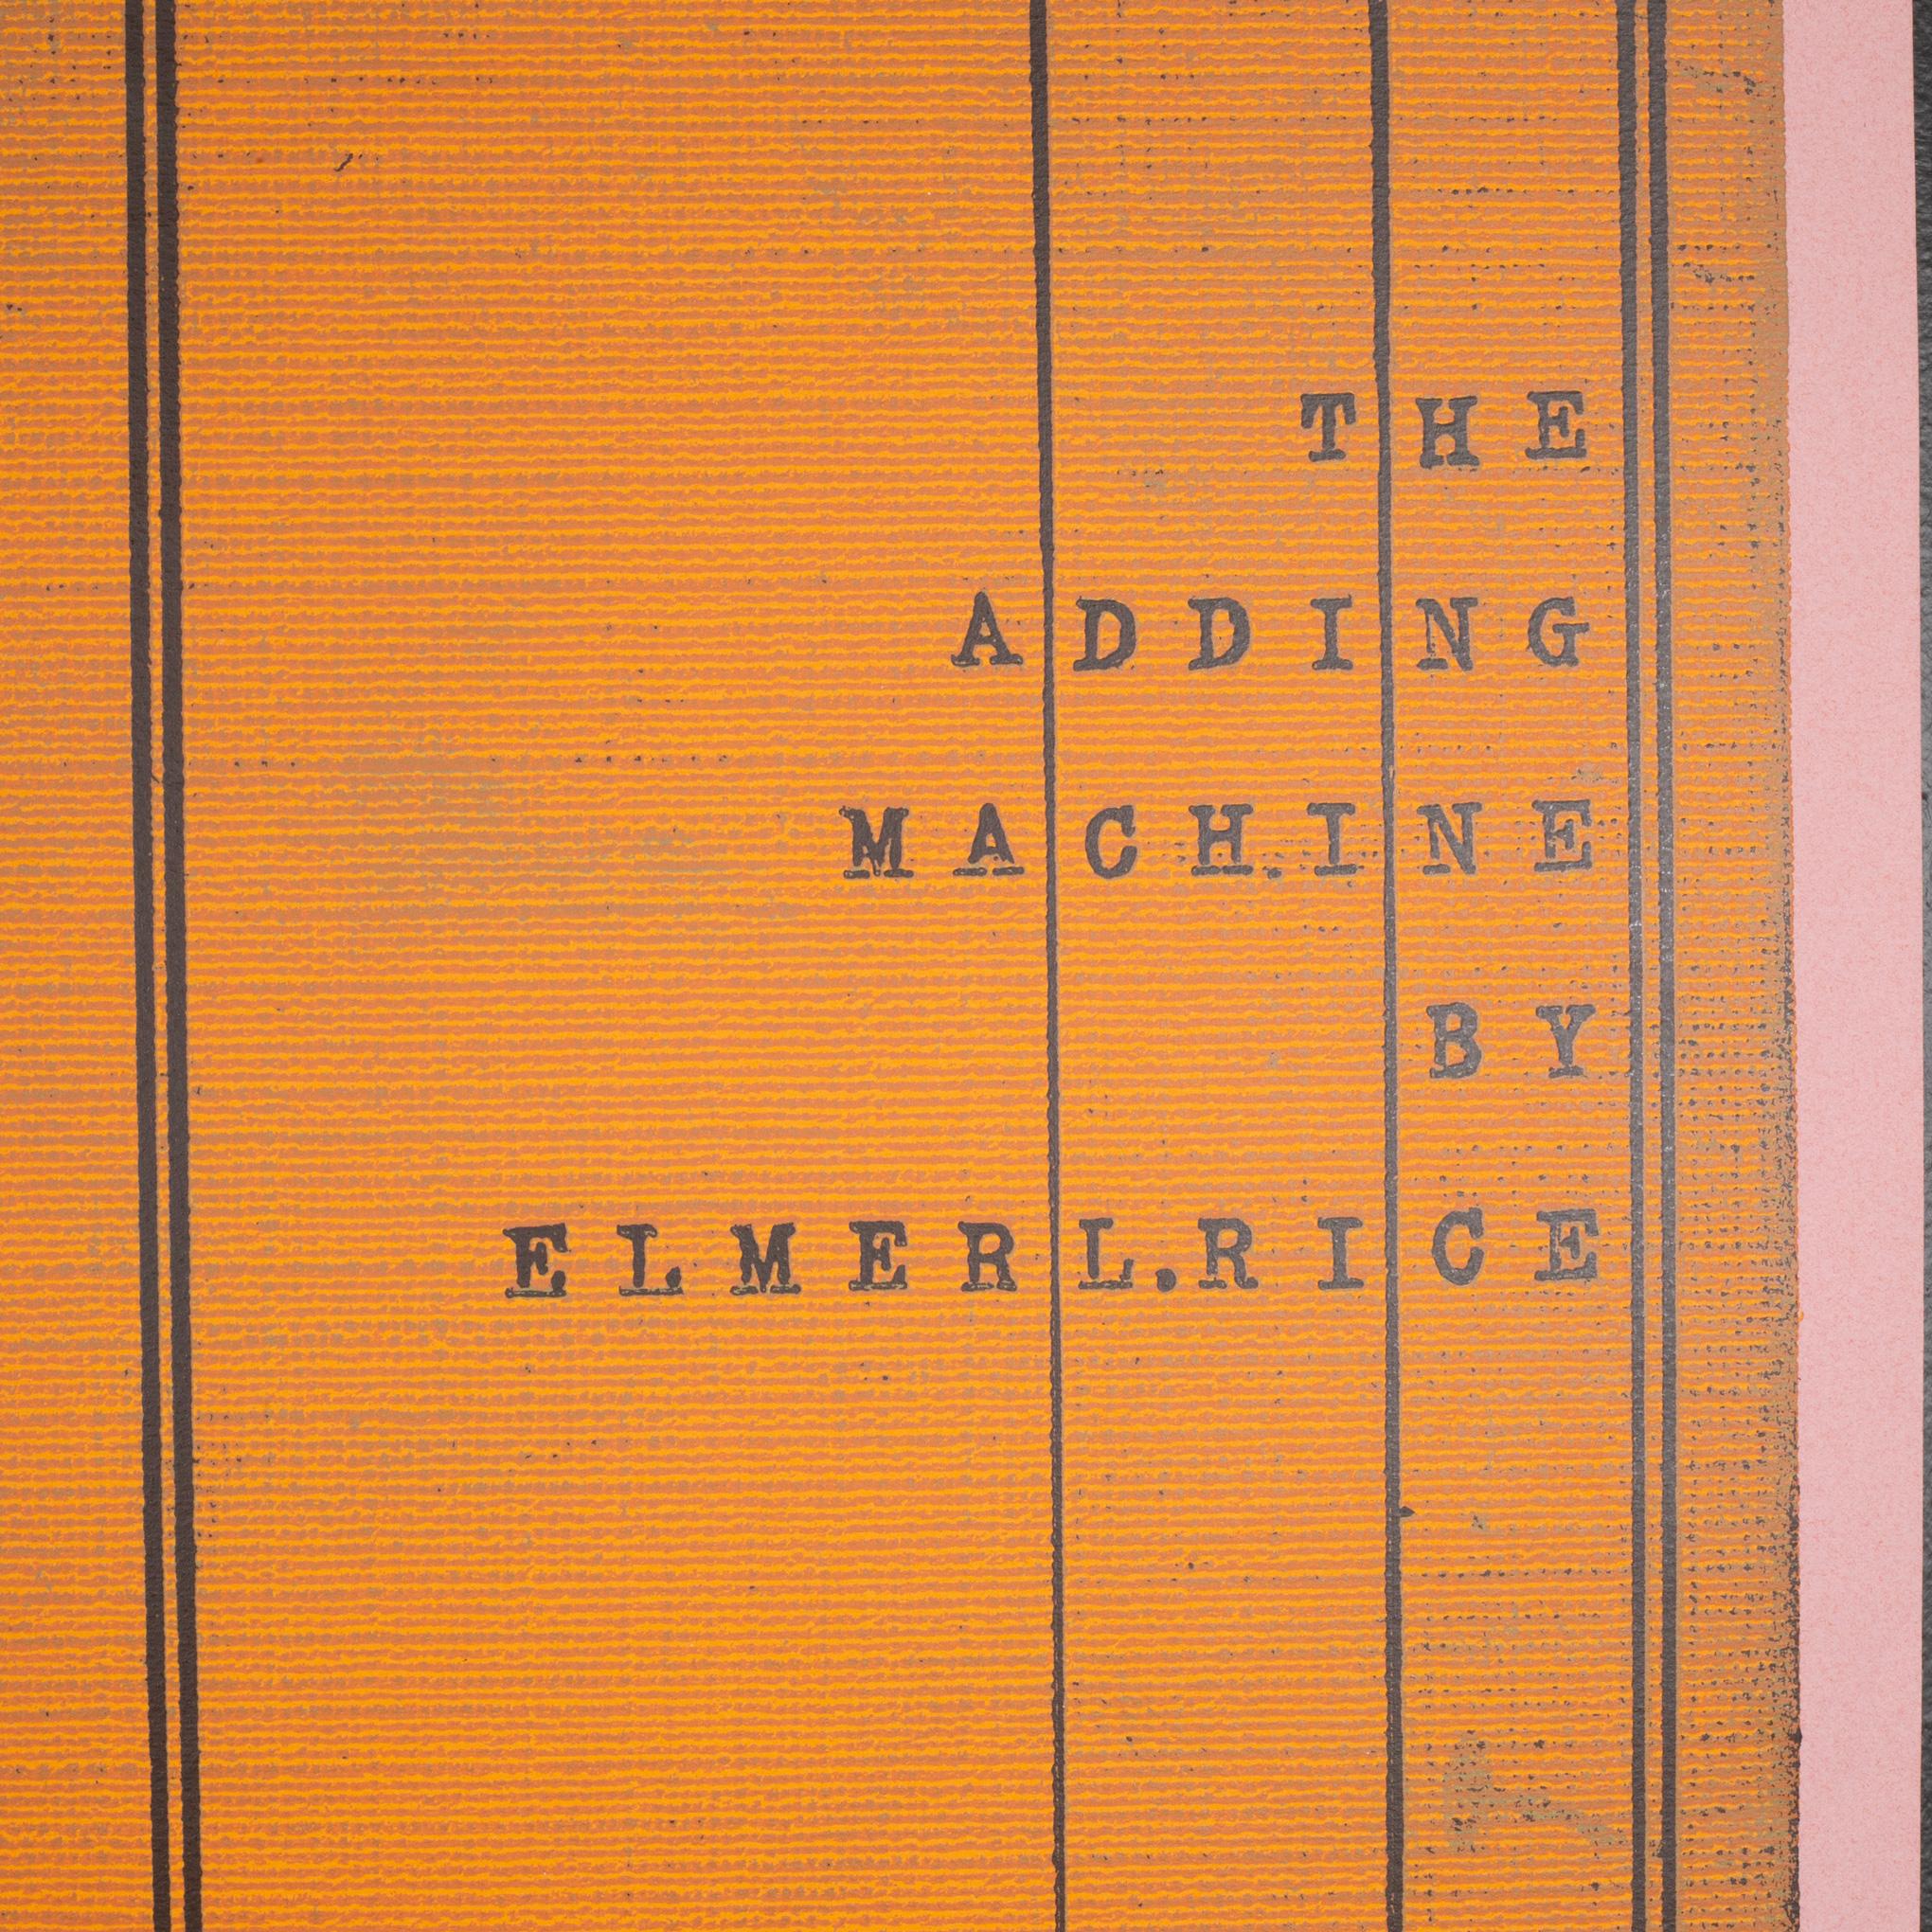 THE
ADDING
MACHINE
BY
ELMER L. RICE